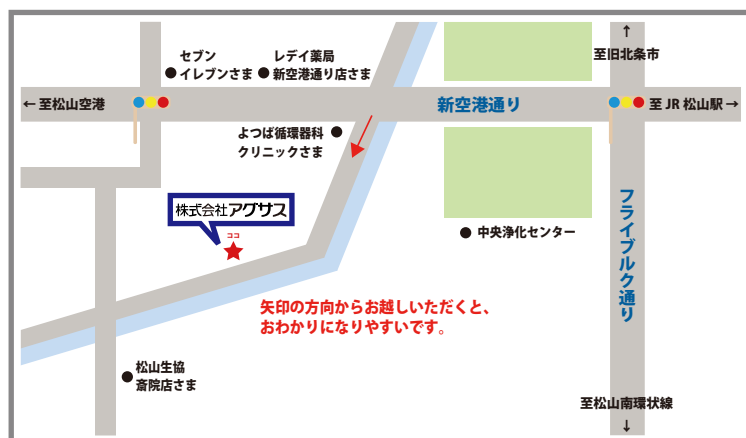 ↑
至旧北条市
セブン
イレブンさま
レデイ薬局
新空港通り店さま
← 至松山空港
新空港通り
至 JR 松山駅 →
よつば循環器科
クリニックさま
株式会社アグサス
ココ
中央浄化センター
フライブルク通り
矢印の方向からお越しいただくと、
おわかりになりやすいです。
松山生協
斎院店さま
至松山南環状線
↓